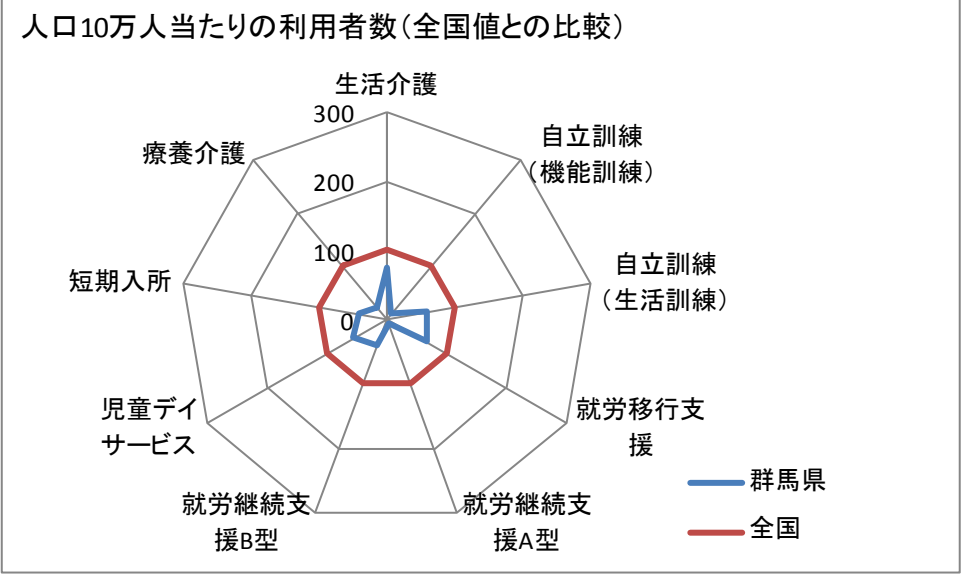 人口10万人当たりの利用者数（全国値との比較）
生活介護
300
200
100
0
自立訓練
（機能訓練）
自立訓練
（生活訓練）
就労移行支
援
就労継続支
援A型
就労継続支
援B型
児童デイ
サービス
短期入所
療養介護
群馬県
全国